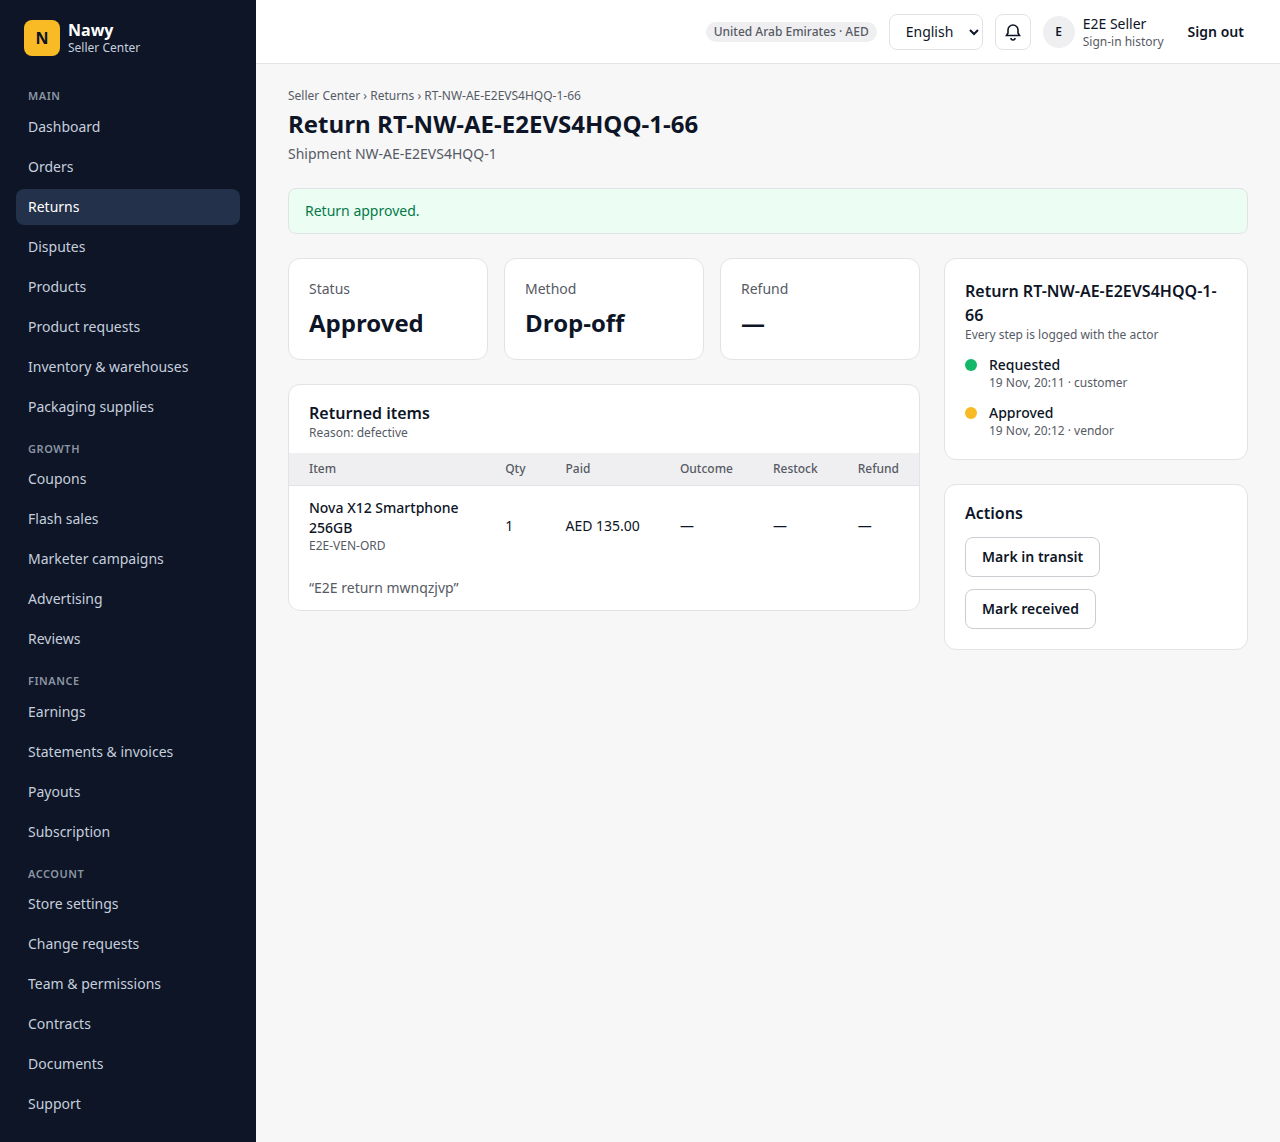 N
Nawy
Seller Center
MAIN
Dashboard
Orders
Returns
Disputes
Products
Product requests
Inventory & warehouses
Packaging supplies
GROWTH
Coupons
Flash sales
Marketer campaigns
Advertising
Reviews
FINANCE
Earnings
Statements & invoices
Payouts
Subscription
ACCOUNT
Store settings
Change requests
Team & permissions
Contracts
Documents
Support
United Arab Emirates · AED
English
E
E2E Seller
Sign-in history
Sign out
Seller Center › Returns › RT-NW-AE-E2EVS4HQQ-1-66
Return RT-NW-AE-E2EVS4HQQ-1-66
Shipment NW-AE-E2EVS4HQQ-1
Return approved.
Status
Approved
Method
Drop-off
Refund
—
Returned items
Reason: defective
Item Qty Paid Outcome Restock Refund
Nova X12 Smartphone
256GB
E2E-VEN-ORD
1 AED 135.00 — — —
“E2E return mwnqzjvp”
Return RT-NW-AE-E2EVS4HQQ-1-
66
Every step is logged with the actor
Requested
19 Nov, 20:11 · customer
Approved
19 Nov, 20:12 · vendor
Actions
Mark in transit
Mark received